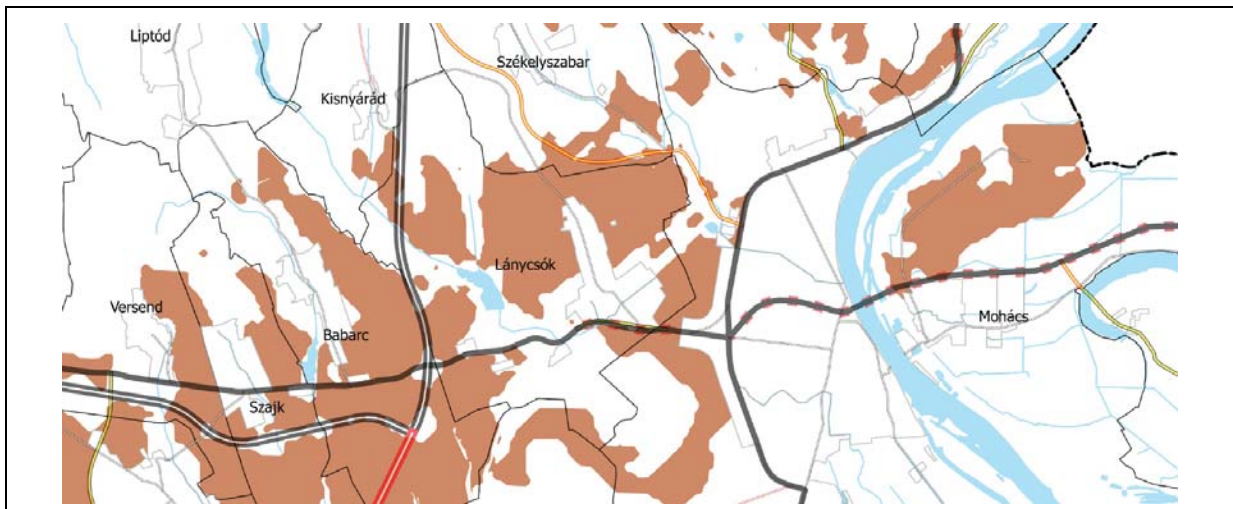 Liptód
Székelyszabar
Kisnyárád
Lánycsók
Versend
Babarc
Mohács
Szajk